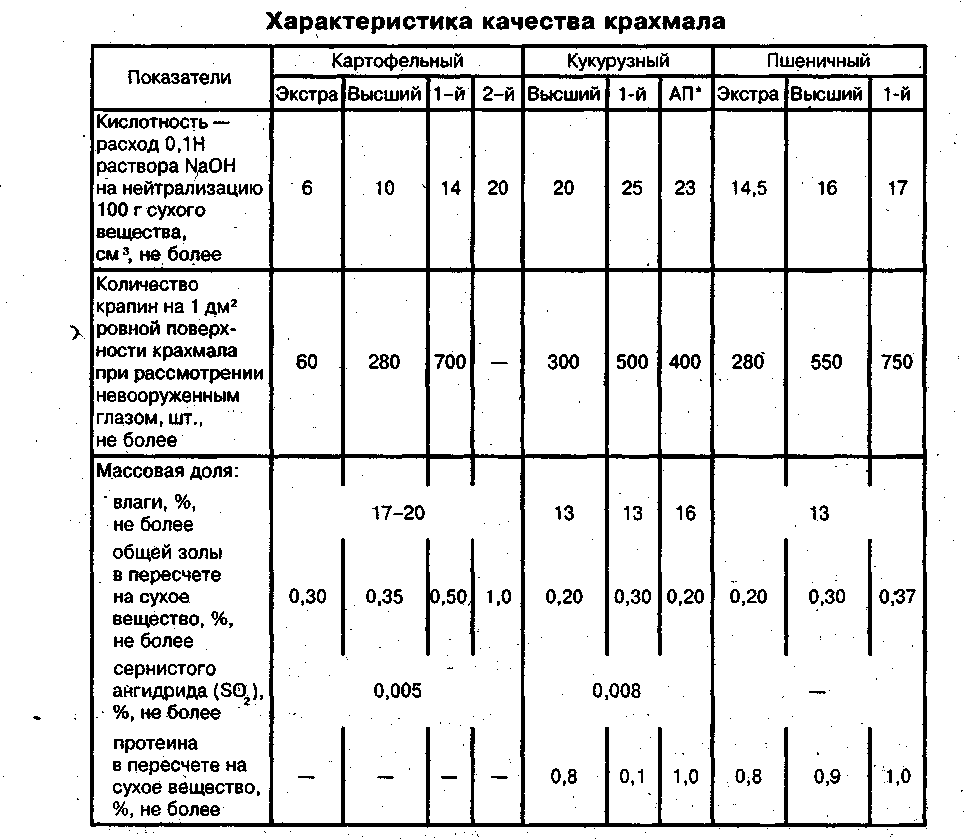 Характеристика качества крахмала
Показатели Картофельный Кукурузный Пшеничный
Экстра Высший 1–й 2–й Высший 1-й АП* Экстра Высший 1-й
Кислотность —
расход 0,1Н
раствора NaOH
на нейтрализацию 6 10 14 20 20 25 23 14,5 16 17
100 г сухого
вещества,
см³, не более
Количество
крапин на 1 дм²
ровной поверх-
ности крахмала 60 280 700 — 300 500 400 280 550 750
при рассмотрении
невооруженным
глазом, шт.,
не более
Массовая доля:
влаги, %, 17–20 13 13 16 13
не более
общей золы
в пересчете
на сухое 0,30 0,35 0,50 1,0 0,20 0,30 0,20 0,20 0,30 0,37
вещество, %,
не более
сернистого
ангидрида (SO₂), 0,005 0,008 —
%, не более
протеина
в пересчете на
сухое вещество, — — — — 0,8 0,1 1,0 0,8 0,9 1,0
%, не более